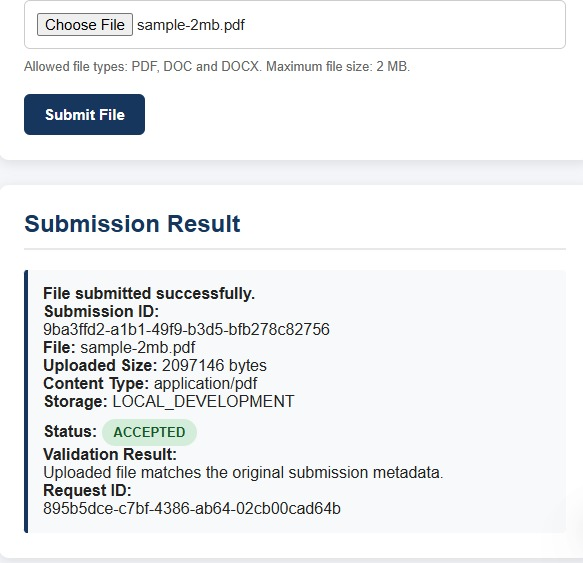 Choose File sample-2mb.pdf
Allowed file types: PDF, DOC and DOCX. Maximum file size: 2 MB.
Submit File
Submission Result
File submitted successfully.
Submission ID:
9ba3ffd2-a1b1-49f9-b3d5-bfb278c82756
File: sample-2mb.pdf
Uploaded Size: 2097146 bytes
Content Type: application/pdf
Storage: LOCAL_DEVELOPMENT
Status: ACCEPTED
Validation Result:
Uploaded file matches the original submission metadata.
Request ID:
895b5dce-c7bf-4386-ab64-02cb00cad64b